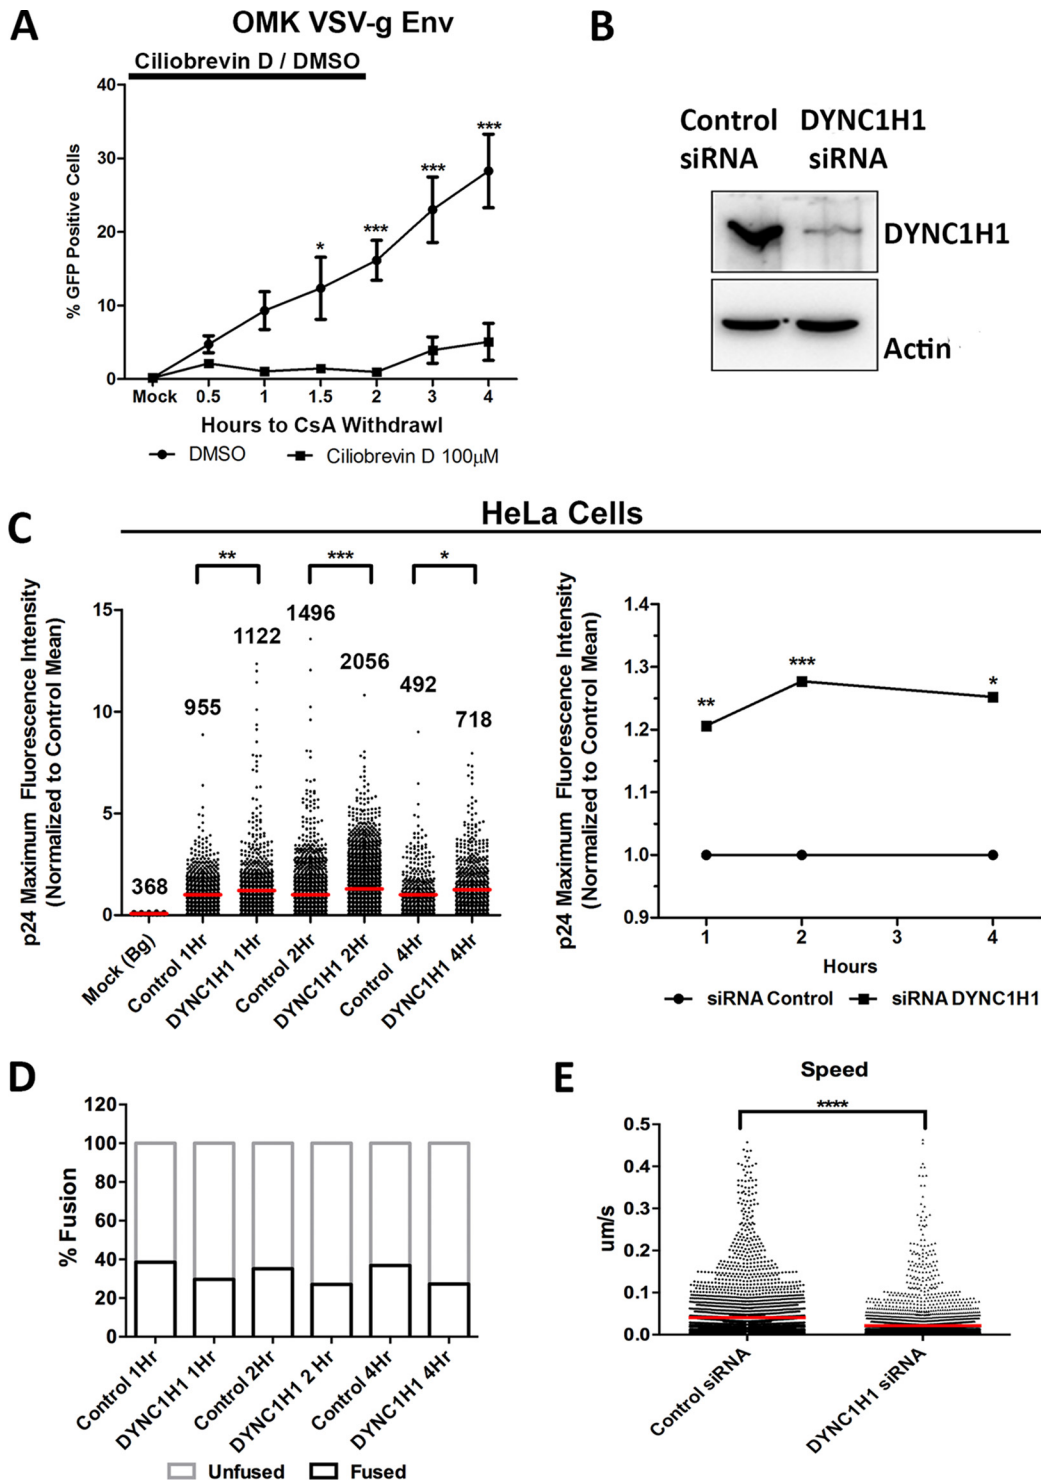 A
OMK VSV-g Env
Ciliobrevin D / DMSO
% GFP Positive Cells
40
30
20
10
0
***
***
***
*
Mock 0.5 1 1.5 2 3 4
Hours to CsA Withdrawl
DMSO Ciliobrevin D 100µM
B
Control DYNC1H1
siRNA siRNA
DYNC1H1
Actin
C
HeLa Cells
p24 Maximum Fluorescence Intensity
(Normalized to Control Mean)
15
10
5
0
** *** *
368
955
1122
1496
2056
492
718
Mock (Bg)
Control 1Hr
DYNC1H1 1Hr
Control 2Hr
DYNC1H1 2Hr
Control 4Hr
DYNC1H1 4Hr
p24 Maximum Fluorescence Intensity
(Normalized to Control Mean)
1.4
1.3
1.2
1.1
1.0
0.9
** *** *
1 2 3 4
Hours
siRNA Control siRNA DYNC1H1
D
% Fusion
120
100
80
60
40
20
0
Control 1Hr
DYNC1H1 1Hr
Control 2Hr
DYNC1H1 2 Hr
Control 4Hr
DYNC1H1 4Hr
Unfused Fused
E
Speed
****
um/s
0.5
0.4
0.3
0.2
0.1
0.0
Control siRNA
DYNC1H1 siRNA